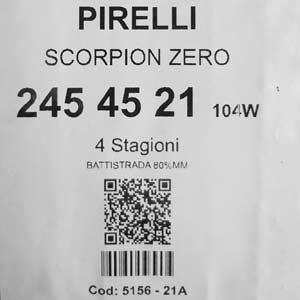 PIRELLI
SCORPION ZERO
245 45 21 104W
4 Stagioni
BATTISTRADA 80%MM
Cod: 5156 - 21A